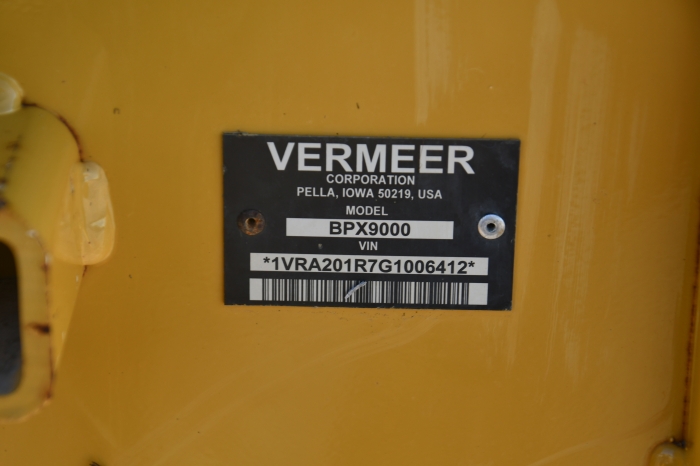 VERMEER
CORPORATION
PELLA, IOWA 50219, USA
MODEL
BPX9000
VIN
*1VRA201R7G1006412*